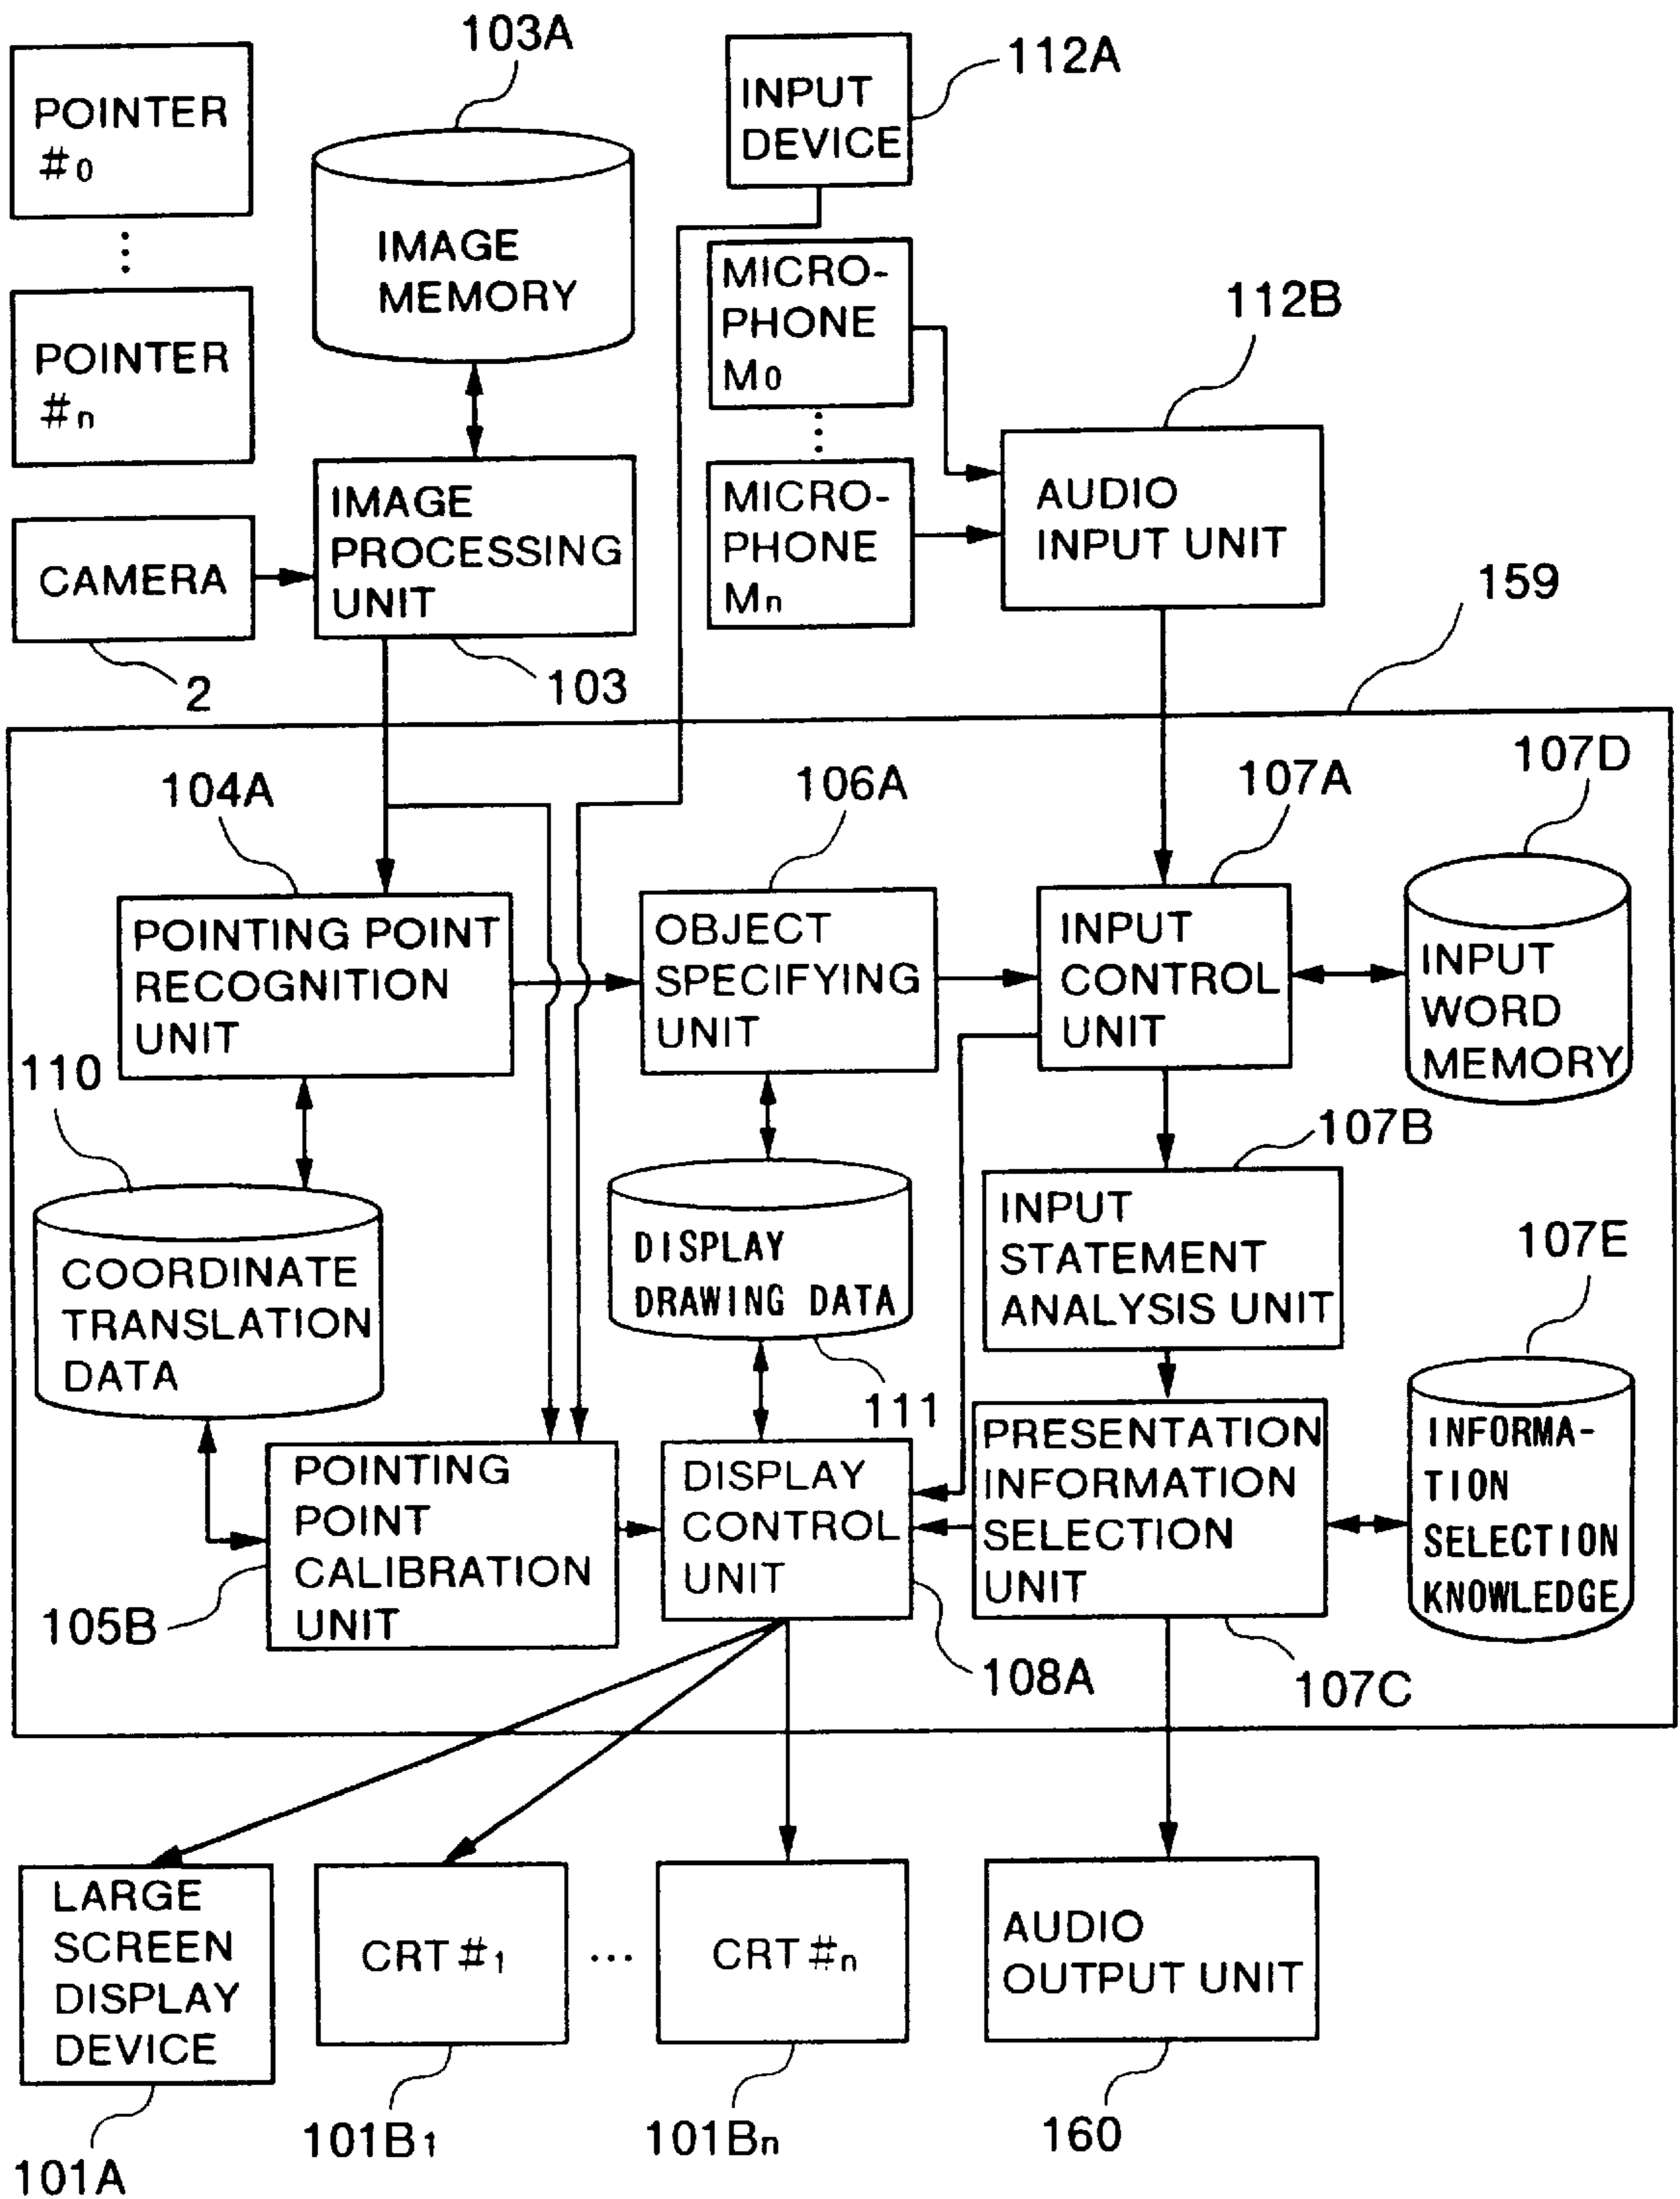 103A
112A
POINTER
#0
INPUT
DEVICE
IMAGE
MEMORY
MICRO-
PHONE
M0
112B
POINTER
#n
IMAGE
PROCESSING
UNIT
MICRO-
PHONE
Mn
AUDIO
INPUT UNIT
CAMERA
159
2
103
104A
106A
107A
107D
POINTING POINT
RECOGNITION
UNIT
OBJECT
SPECIFYING
UNIT
INPUT
CONTROL
UNIT
INPUT
WORD
MEMORY
110
107B
COORDINATE
TRANSLATION
DATA
DISPLAY
DRAWING DATA
INPUT
STATEMENT
ANALYSIS UNIT
107E
111
POINTING
POINT
CALIBRATION
UNIT
DISPLAY
CONTROL
UNIT
PRESENTATION
INFORMATION
SELECTION
UNIT
INFORMA-
TION
SELECTION
KNOWLEDGE
105B
108A
107C
LARGE
SCREEN
DISPLAY
DEVICE
CRT #1
...
CRT #n
AUDIO
OUTPUT UNIT
101A
101B1
101Bn
160